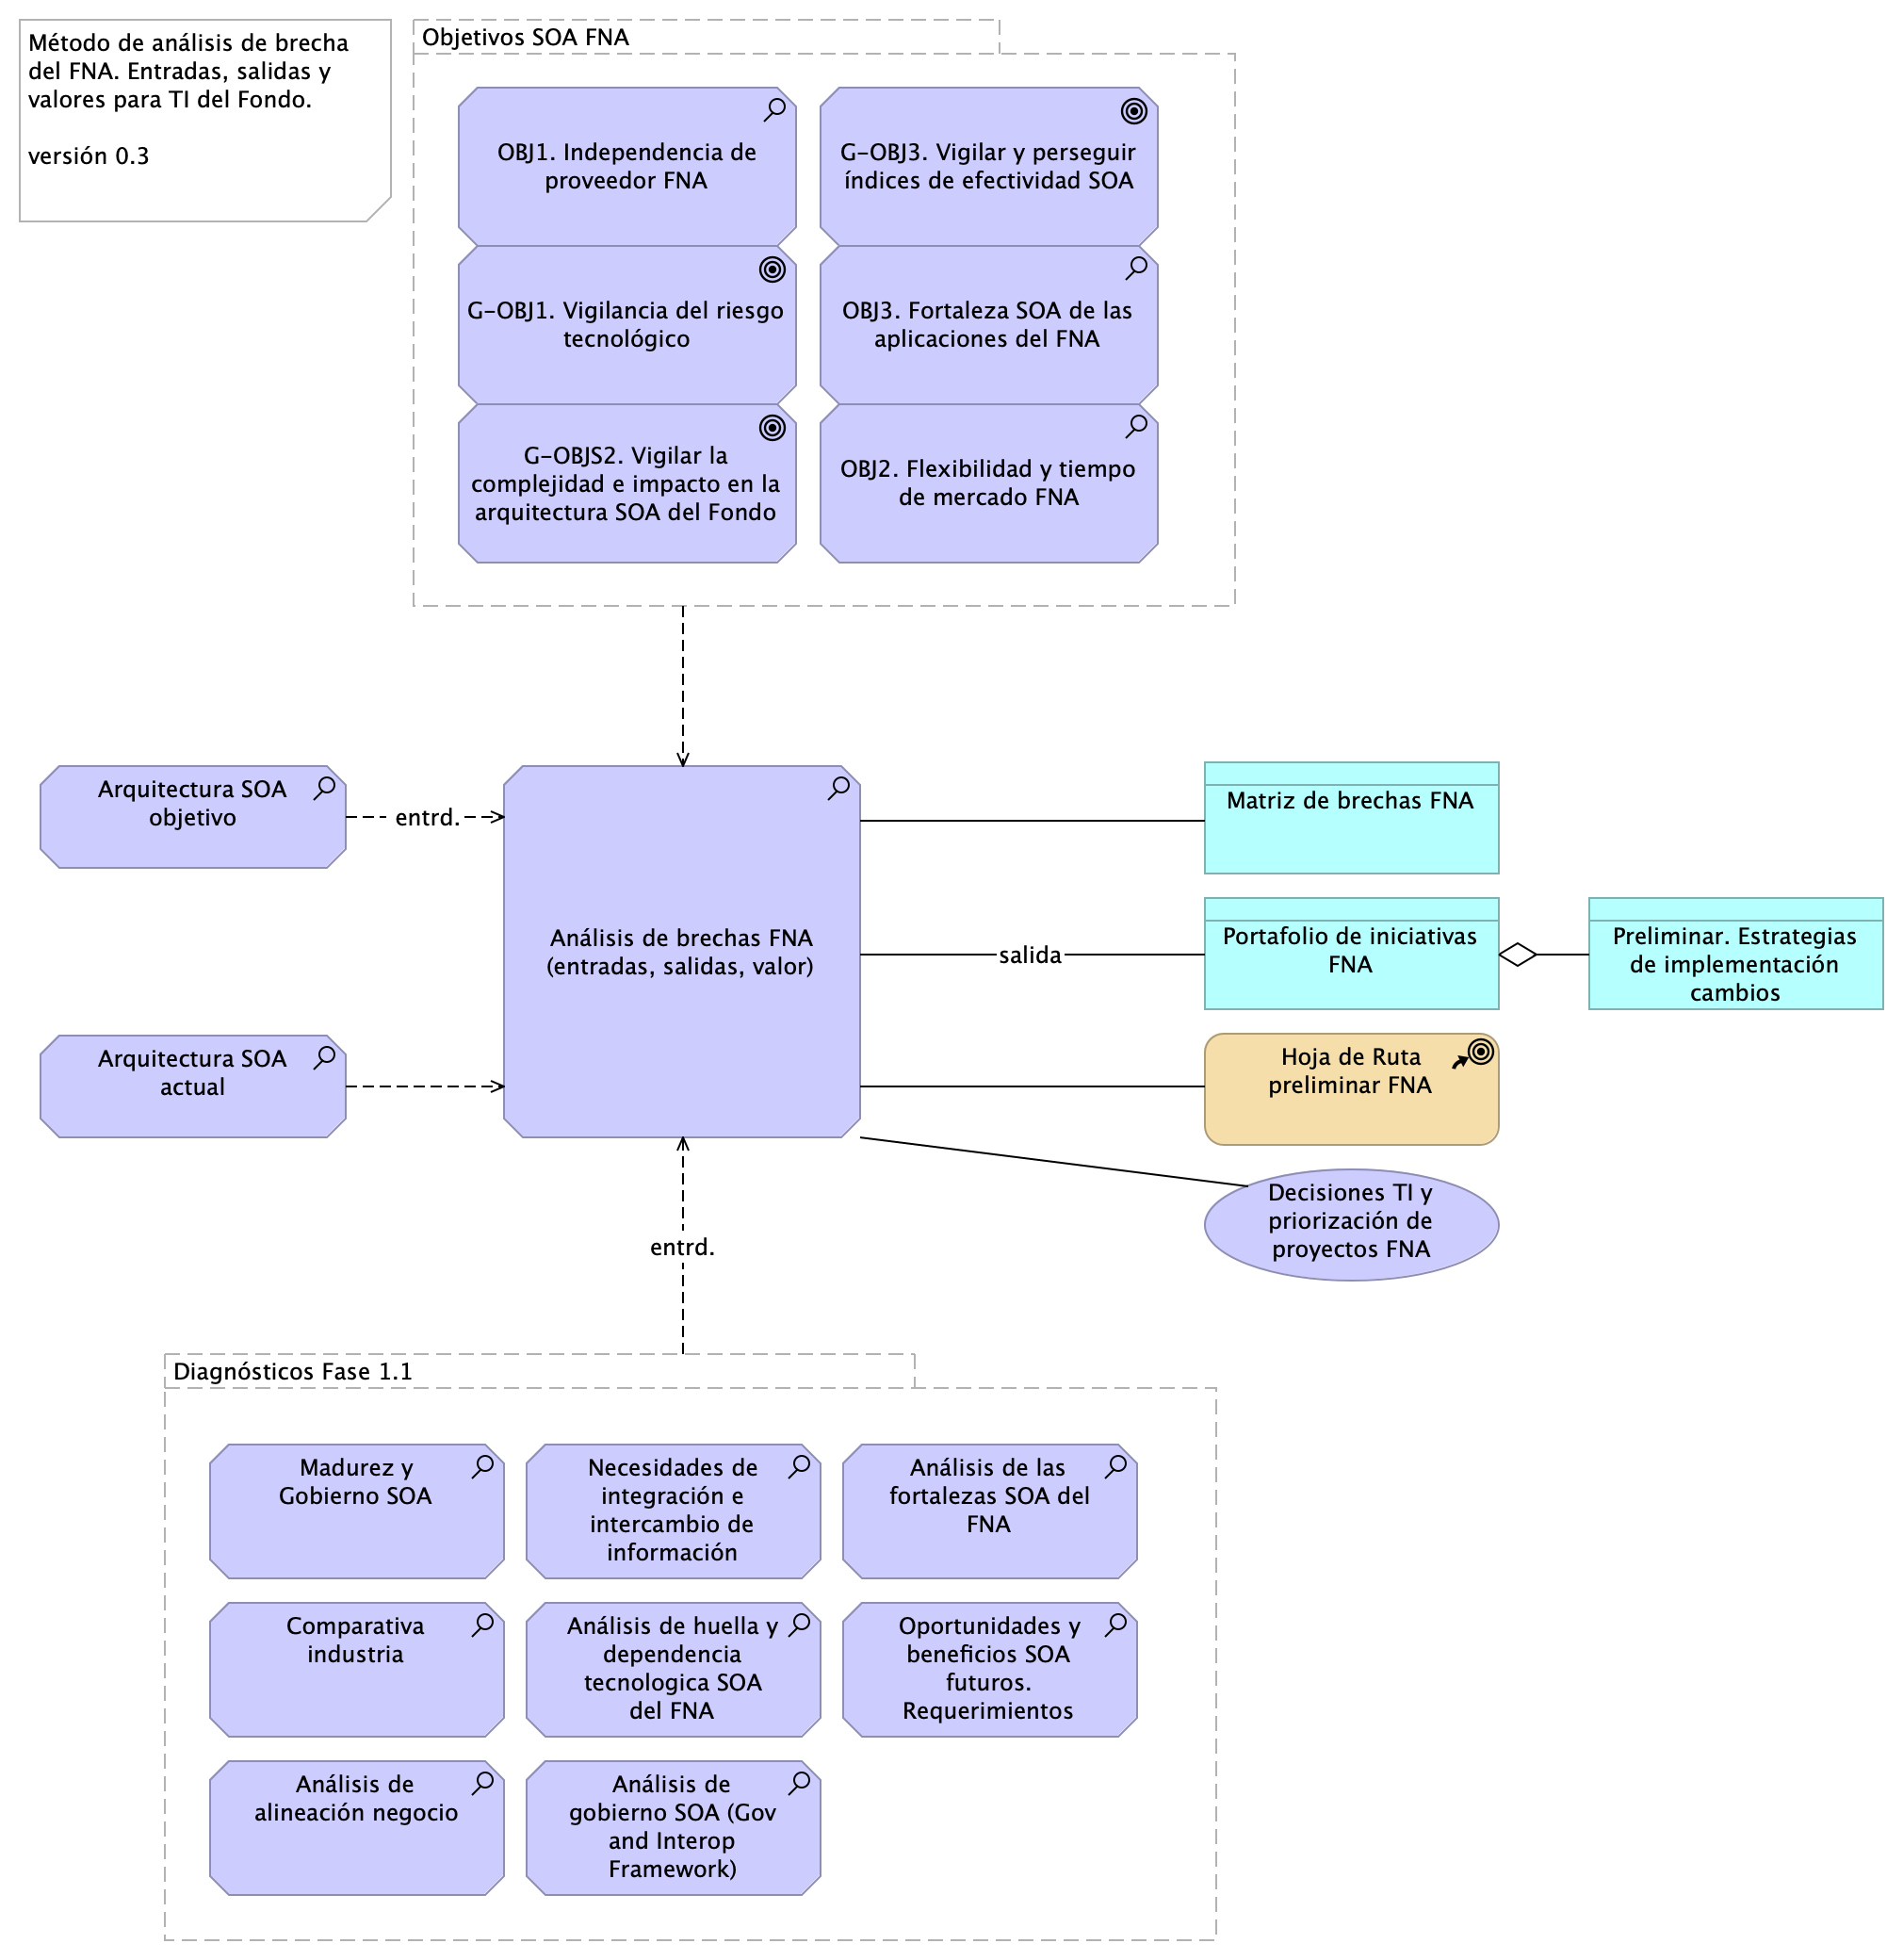 Método de análisis de brecha
del FNA. Entradas, salidas y
valores para TI del Fondo.
versión 0.3
Objetivos SOA FNA
OBJ1. Independencia de
proveedor FNA
G-OBJ3. Vigilar y perseguir
índices de efectividad SOA
G-OBJ1. Vigilancia del riesgo
tecnológico
OBJ3. Fortaleza SOA de las
aplicaciones del FNA
G-OBJS2. Vigilar la
complejidad e impacto en la
arquitectura SOA del Fondo
OBJ2. Flexibilidad y tiempo
de mercado FNA
Arquitectura SOA
objetivo
entrd.
Análisis de brechas FNA
(entradas, salidas, valor)
Matriz de brechas FNA
salida
Portafolio de iniciativas
FNA
Preliminar. Estrategias
de implementación
cambios
Arquitectura SOA
actual
Hoja de Ruta
preliminar FNA
Decisiones TI y
priorización de
proyectos FNA
entrd.
Diagnósticos Fase 1.1
Madurez y
Gobierno SOA
Necesidades de
integración e
intercambio de
información
Análisis de las
fortalezas SOA del
FNA
Comparativa
industria
Análisis de huella y
dependencia
tecnologica SOA
del FNA
Oportunidades y
beneficios SOA
futuros.
Requerimientos
Análisis de
alineación negocio
Análisis de
gobierno SOA (Gov
and Interop
Framework)